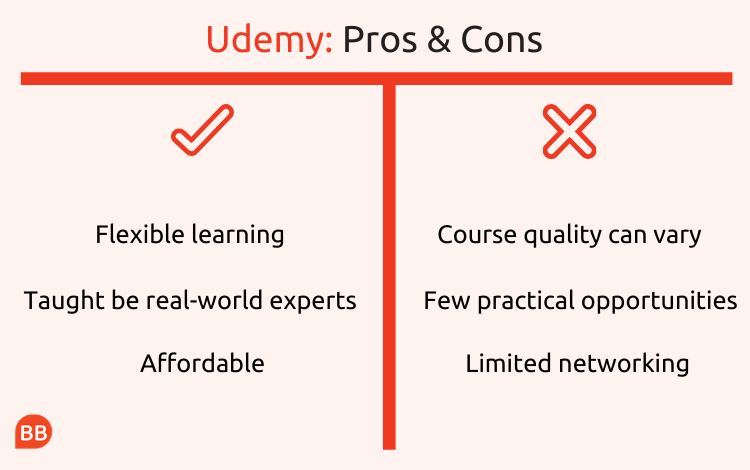 Udemy: Pros & Cons
Flexible learning
Taught be real-world experts
Affordable
Course quality can vary
Few practical opportunities
Limited networking
BB